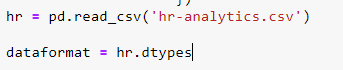 hr = pd.read_csv('hr-analytics.csv')
dataformat = hr.dtypes